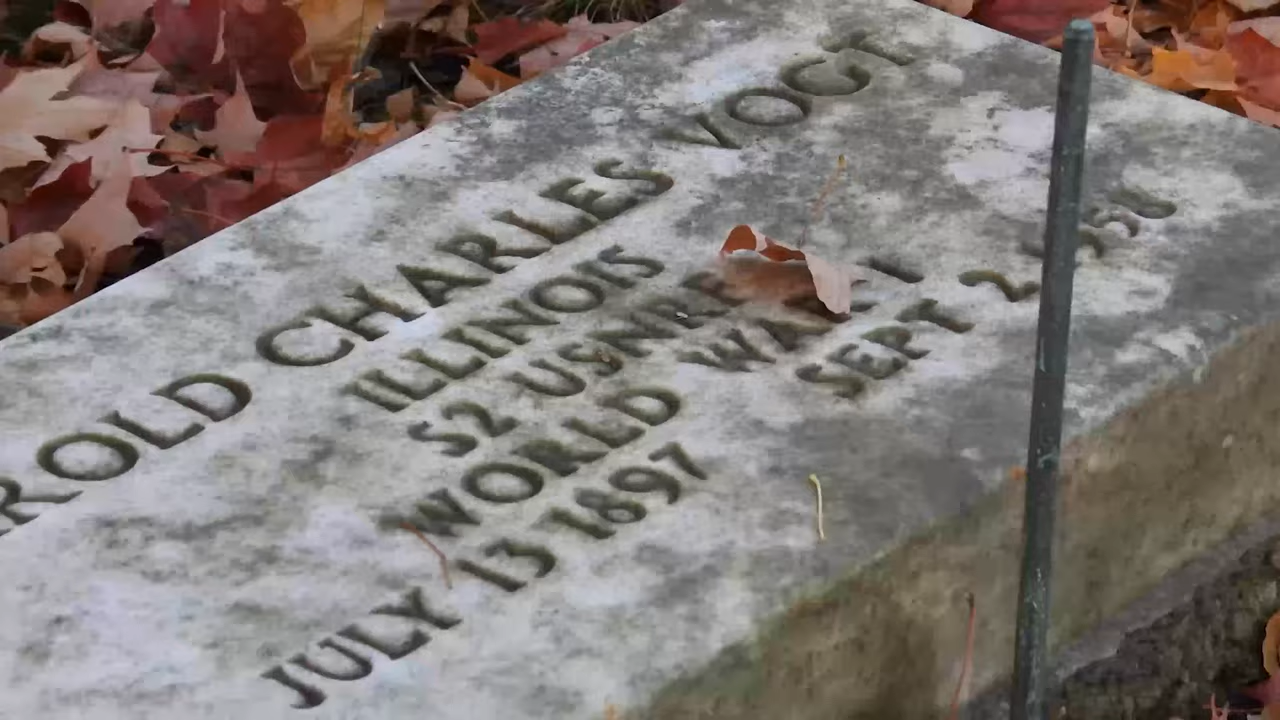 ROLD CHARLES VOGT
ILLINOIS
S2 USNRF
WORLD WAR I
JULY 13 1897 SEPT 2